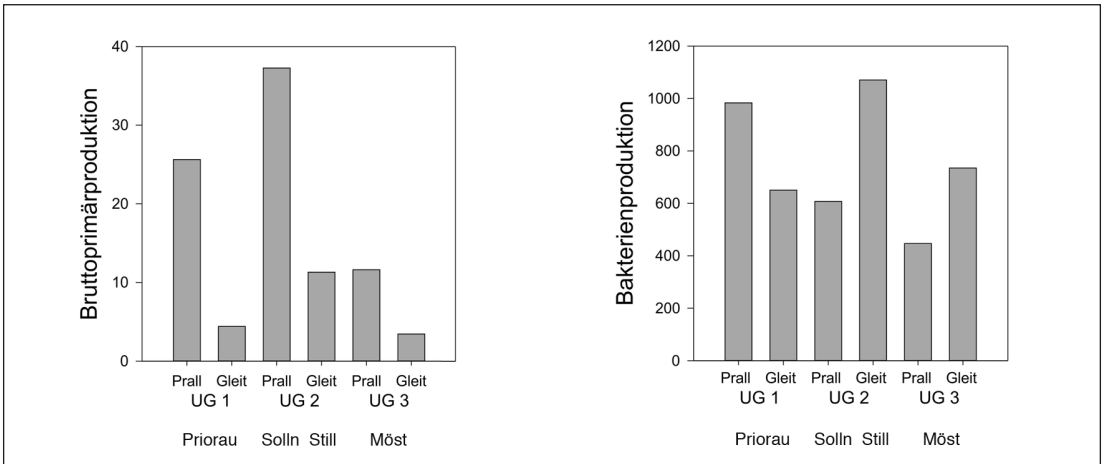 Bruttoprimärproduktion
40
30
20
10
0
Prall Gleit Prall Gleit Prall Gleit
UG 1 UG 2 UG 3
Priorau Solln Still Möst
Bakterienproduktion
1200
1000
800
600
400
200
0
Prall Gleit Prall Gleit Prall Gleit
UG 1 UG 2 UG 3
Priorau Solln Still Möst